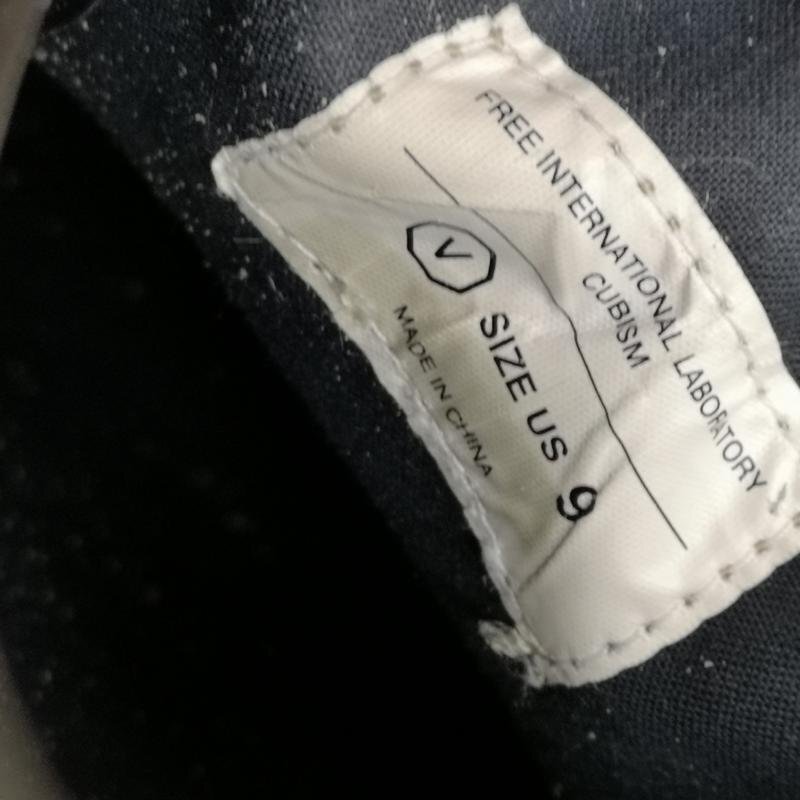 FREE INTERNATIONAL LABORATORY
CUBISM
V SIZE US 9
MADE IN CHINA